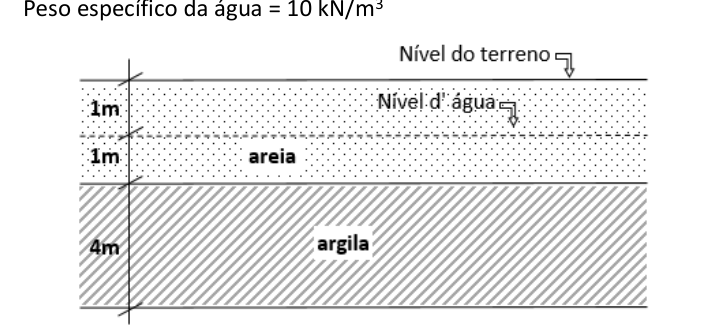 Peso específico da água = 10 kN/m³
Nível do terreno
1m
Nível d' água
1m
areia
4m
argila